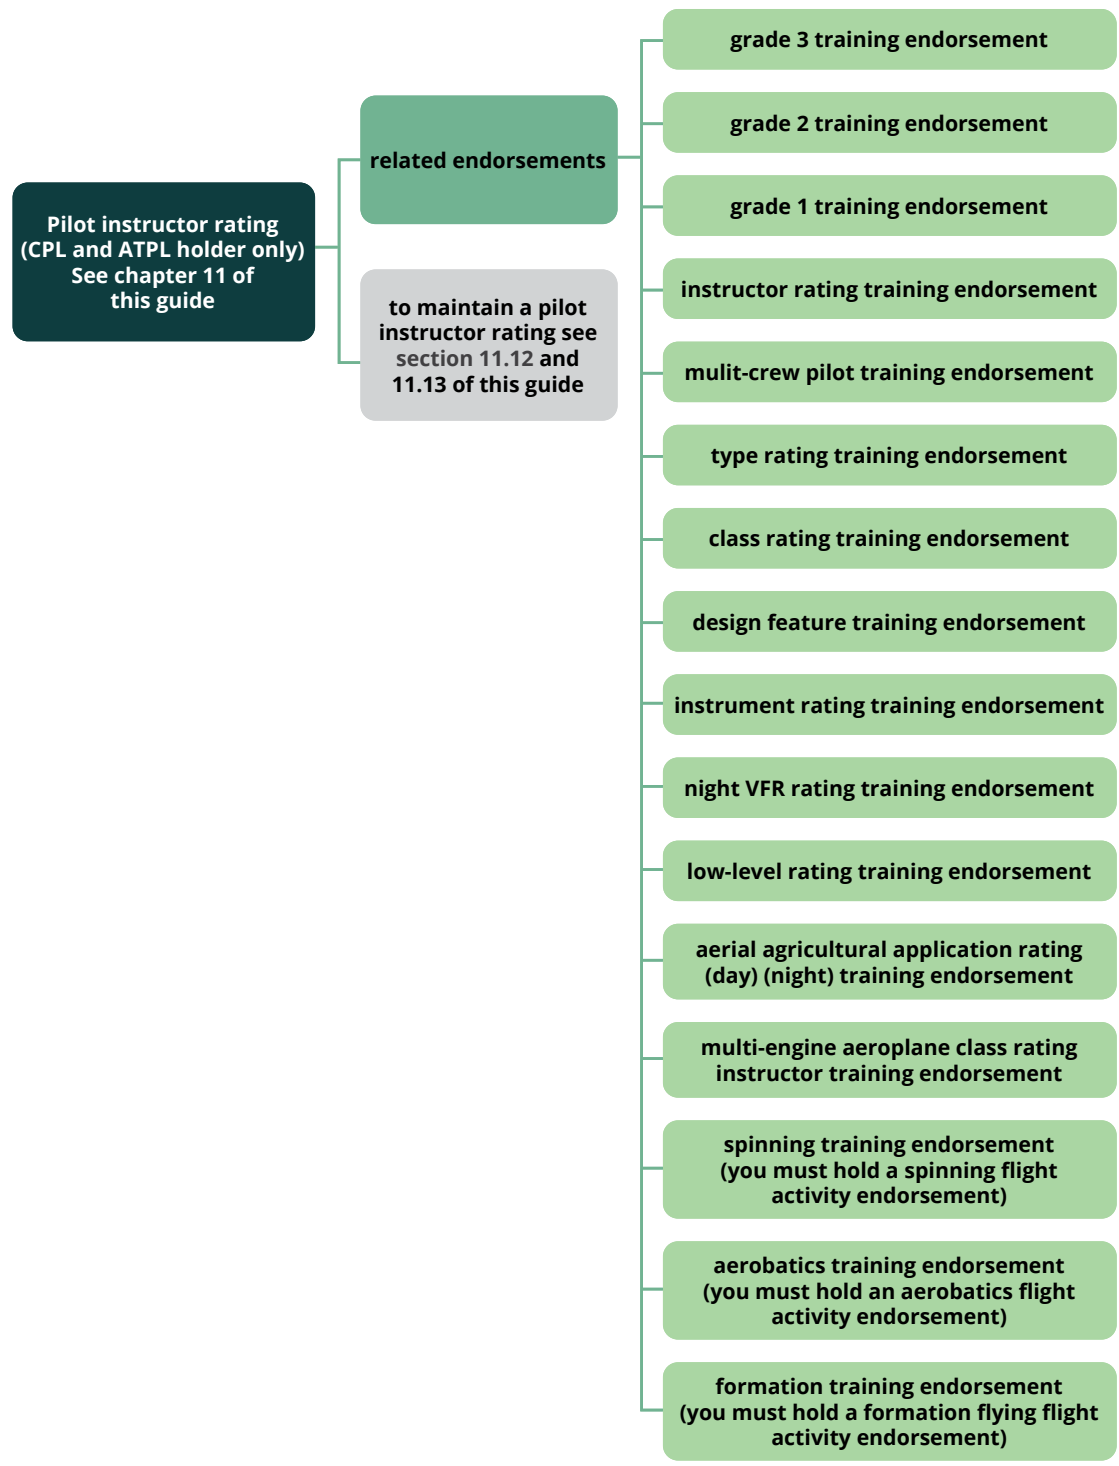 Pilot instructor rating
(CPL and ATPL holder only)
See chapter 11 of
this guide
related endorsements
to maintain a pilot
instructor rating see
section 11.12 and
11.13 of this guide
grade 3 training endorsement
grade 2 training endorsement
grade 1 training endorsement
instructor rating training endorsement
mulit-crew pilot training endorsement
type rating training endorsement
class rating training endorsement
design feature training endorsement
instrument rating training endorsement
night VFR rating training endorsement
low-level rating training endorsement
aerial agricultural application rating
(day) (night) training endorsement
multi-engine aeroplane class rating
instructor training endorsement
spinning training endorsement
(you must hold a spinning flight
activity endorsement)
aerobatics training endorsement
(you must hold an aerobatics flight
activity endorsement)
formation training endorsement
(you must hold a formation flying flight
activity endorsement)